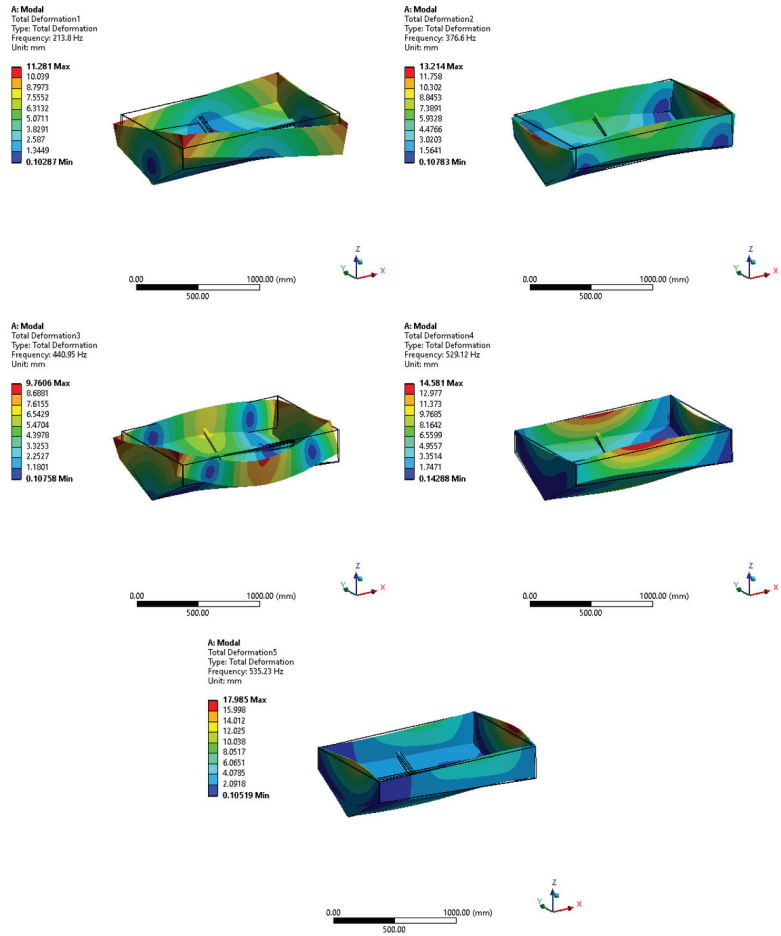 A: Modal
Total Deformation1
Type: Total Deformation
Frequency: 213.8 Hz
Unit: mm
11.281 Max
10.039
8.7973
7.5552
6.3132
5.0711
3.8291
2.587
1.3449
0.10287 Min
Z
Y
X
0.00
1000.00 (mm)
500.00
A: Modal
Total Deformation2
Type: Total Deformation
Frequency: 376.6 Hz
Unit: mm
13.214 Max
11.758
10.302
8.8453
7.3891
5.9328
4.4766
3.0203
1.5641
0.10783 Min
Z
Y
X
0.00
1000.00 (mm)
500.00
A: Modal
Total Deformation3
Type: Total Deformation
Frequency: 440.95 Hz
Unit: mm
9.7606 Max
8.6881
7.6155
6.5429
5.4704
4.3978
3.3253
2.2527
1.1801
0.10758 Min
Z
Y
X
0.00
1000.00 (mm)
500.00
A: Modal
Total Deformation4
Type: Total Deformation
Frequency: 529.12 Hz
Unit: mm
14.581 Max
12.977
11.373
9.7685
8.1642
6.5599
4.9557
3.3514
1.7471
0.14288 Min
Z
Y
X
0.00
1000.00 (mm)
500.00
A: Modal
Total Deformation5
Type: Total Deformation
Frequency: 535.23 Hz
Unit: mm
17.985 Max
15.998
14.012
12.025
10.038
8.0517
6.0651
4.0785
2.0918
0.10519 Min
Z
Y
X
0.00
1000.00 (mm)
500.00